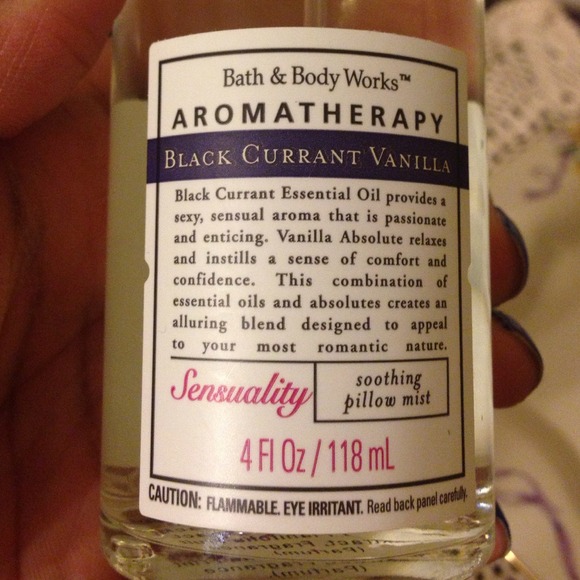 Bath & Body Works™
AROMATHERAPY
BLACK CURRANT VANILLA
Black Currant Essential Oil provides a
sexy, sensual aroma that is passionate
and enticing. Vanilla Absolute relaxes
and instills a sense of comfort and
confidence. This combination of
essential oils and absolutes creates an
alluring blend designed to appeal
to your most romantic nature.
Sensuality
soothing
pillow mist
4 Fl Oz / 118 mL
CAUTION: FLAMMABLE. EYE IRRITANT. Read back panel carefully.